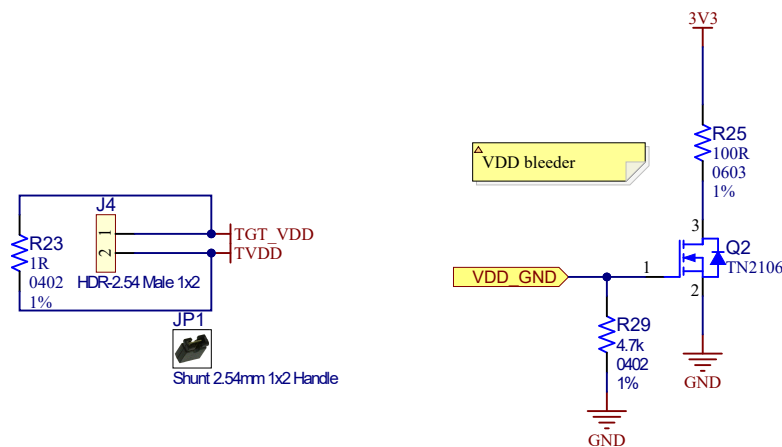 3V3
R25
100R
0603
1%
VDD bleeder
J4
1
2
TGT_VDD
TVDD
R23
1R
0402
1%
HDR-2.54 Male 1x2
JP1
Shunt 2.54mm 1x2 Handle
3
Q2
TN2106
1
2
VDD_GND
R29
4.7k
0402
1%
GND
GND